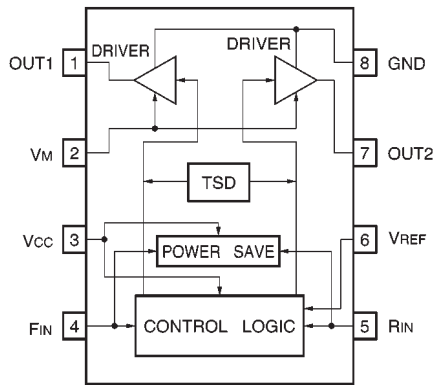 DRIVER DRIVER
OUT1 1 8 GND
VM 2 7 OUT2
TSD
VCC 3 6 VREF
POWER SAVE
FIN 4 CONTROL LOGIC 5 RIN